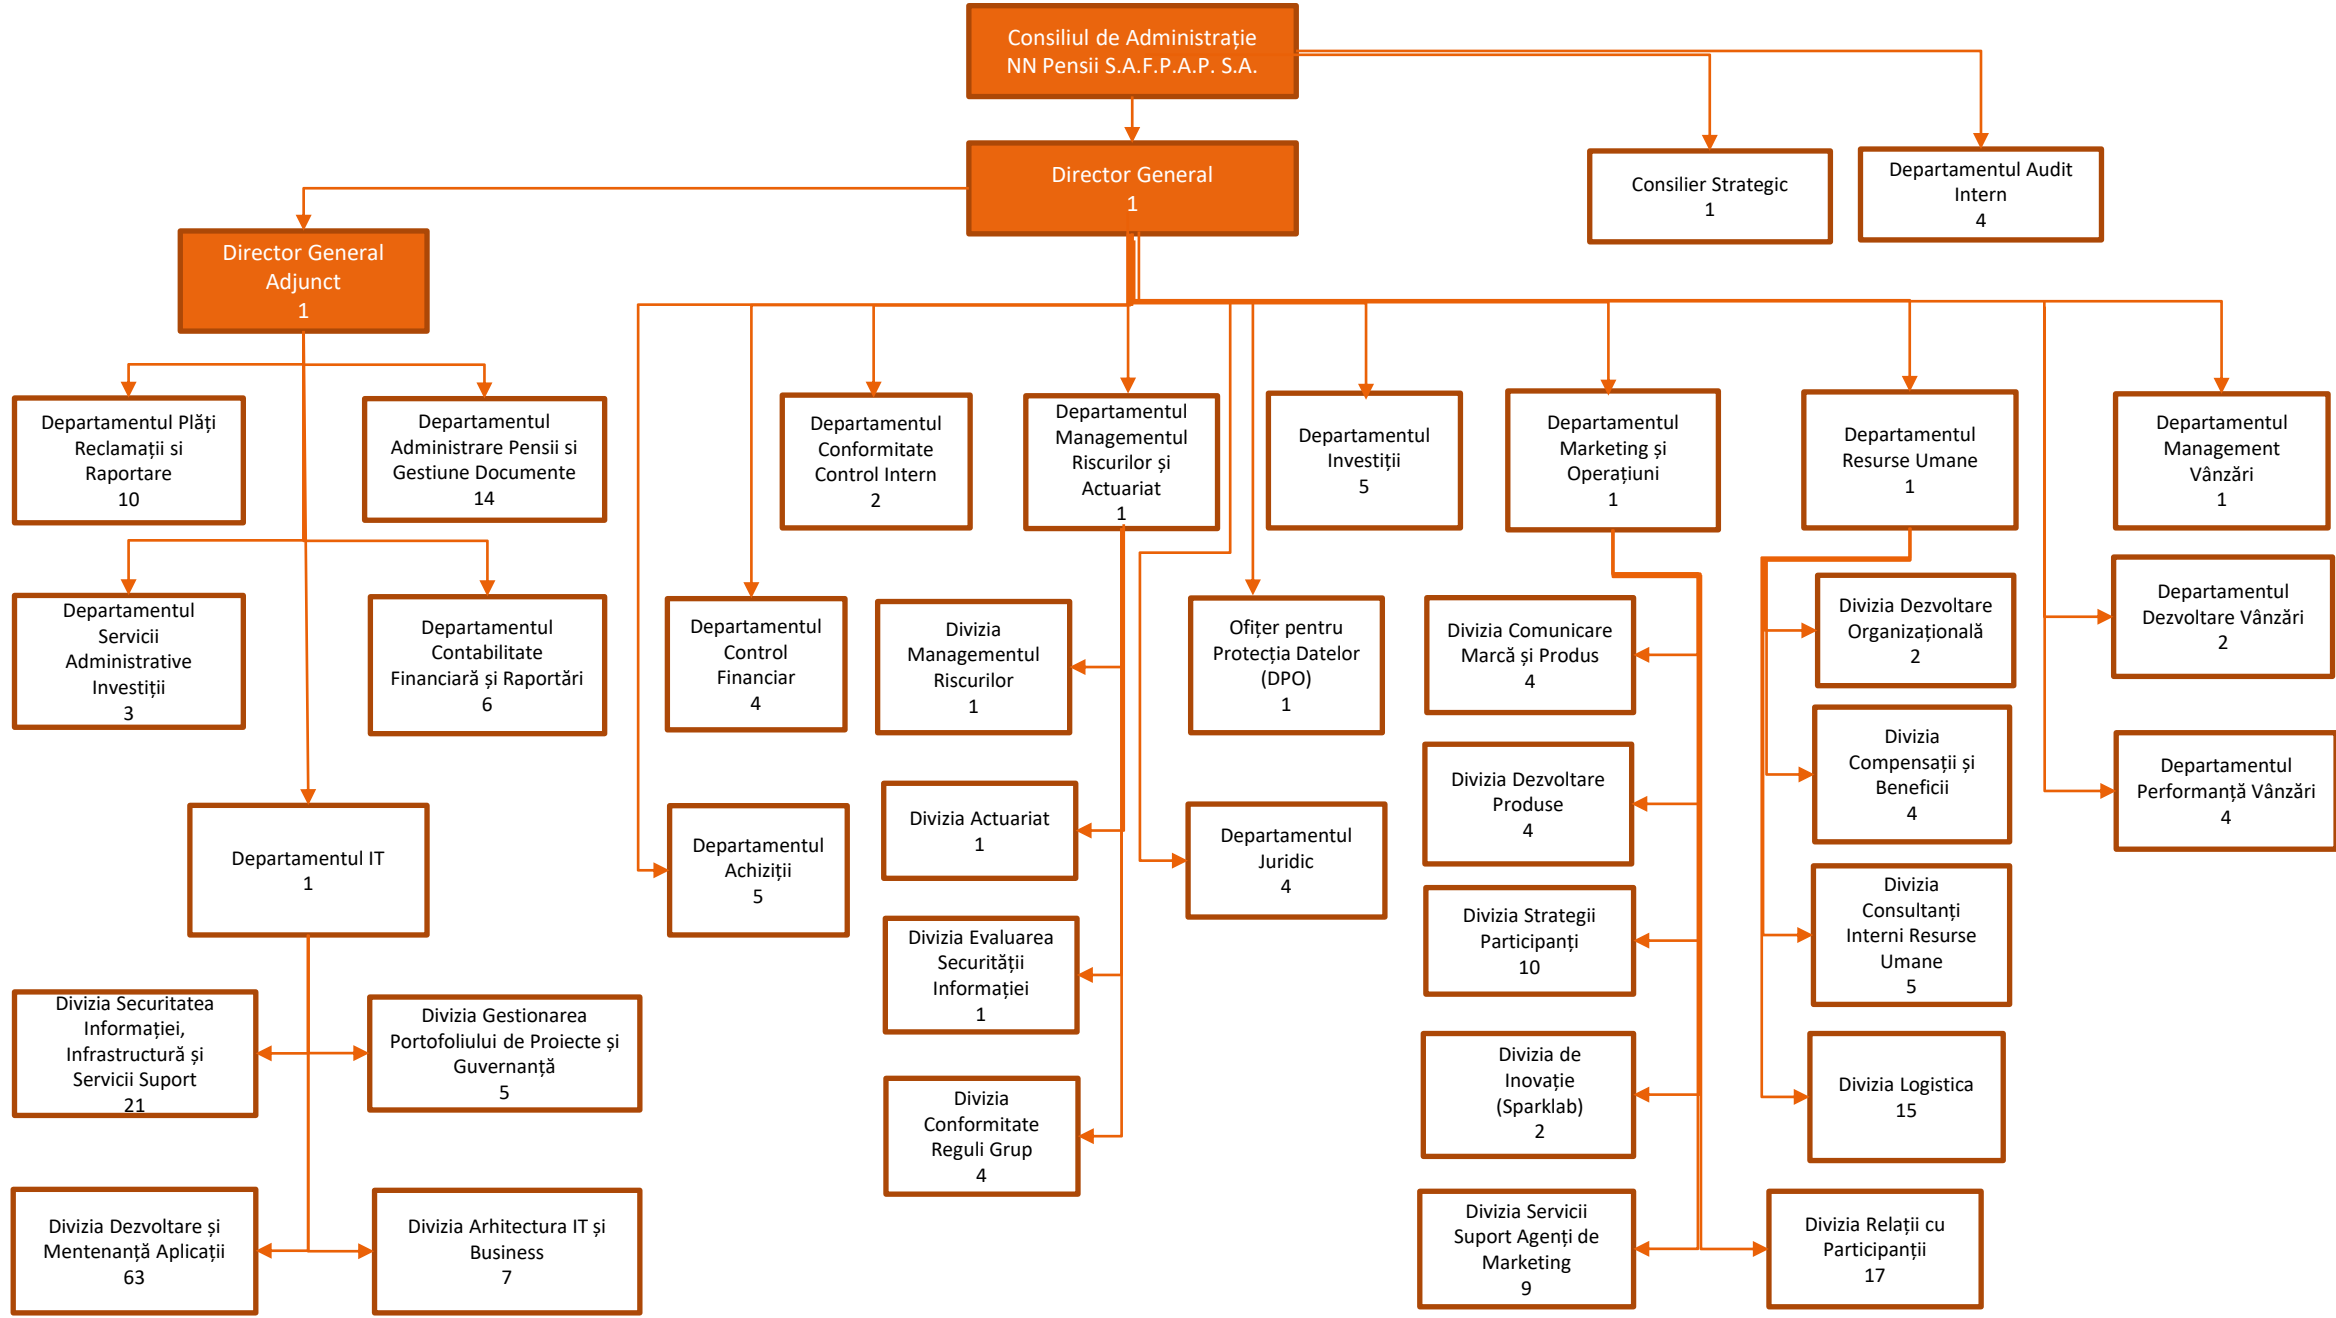 Consiliul de Administrație
NN Pensii S.A.F.P.A.P. S.A.
Director General
1
Consilier Strategic
1
Departamentul Audit
Intern
4
Director General
Adjunct
1
Departamentul Plăți
Reclamații si
Raportare
10
Departamentul
Administrare Pensii si
Gestiune Documente
14
Departamentul
Conformitate
Control Intern
2
Departamentul
Managementul
Riscurilor și
Actuariat
1
Departamentul
Investiții
5
Departamentul
Marketing și
Operațiuni
1
Departamentul
Resurse Umane
1
Departamentul
Management
Vânzări
1
Departamentul
Servicii
Administrative
Investiții
3
Departamentul
Contabilitate
Financiară și Raportări
6
Departamentul
Control
Financiar
4
Divizia
Managementul
Riscurilor
1
Ofițer pentru
Protecția Datelor
(DPO)
1
Divizia Comunicare
Marcă și Produs
4
Divizia Dezvoltare
Organizațională
2
Departamentul
Dezvoltare Vânzări
2
Divizia
Compensații și
Beneficii
4
Departamentul
Performanță Vânzări
4
Departamentul IT
1
Departamentul
Achiziții
5
Divizia Actuariat
1
Departamentul
Juridic
4
Divizia Dezvoltare
Produse
4
Divizia Strategii
Participanți
10
Divizia
Consultanți
Interni Resurse
Umane
5
Divizia Evaluarea
Securității
Informației
1
Divizia Securitatea
Informației,
Infrastructură și
Servicii Suport
21
Divizia Gestionarea
Portofoliului de Proiecte și
Guvernanță
5
Divizia
Conformitate
Reguli Grup
4
Divizia de
Inovație
(Sparklab)
2
Divizia Logistica
15
Divizia Dezvoltare și
Mentenanță Aplicații
63
Divizia Arhitectura IT și
Business
7
Divizia Servicii
Suport Agenți de
Marketing
9
Divizia Relații cu
Participanții
17